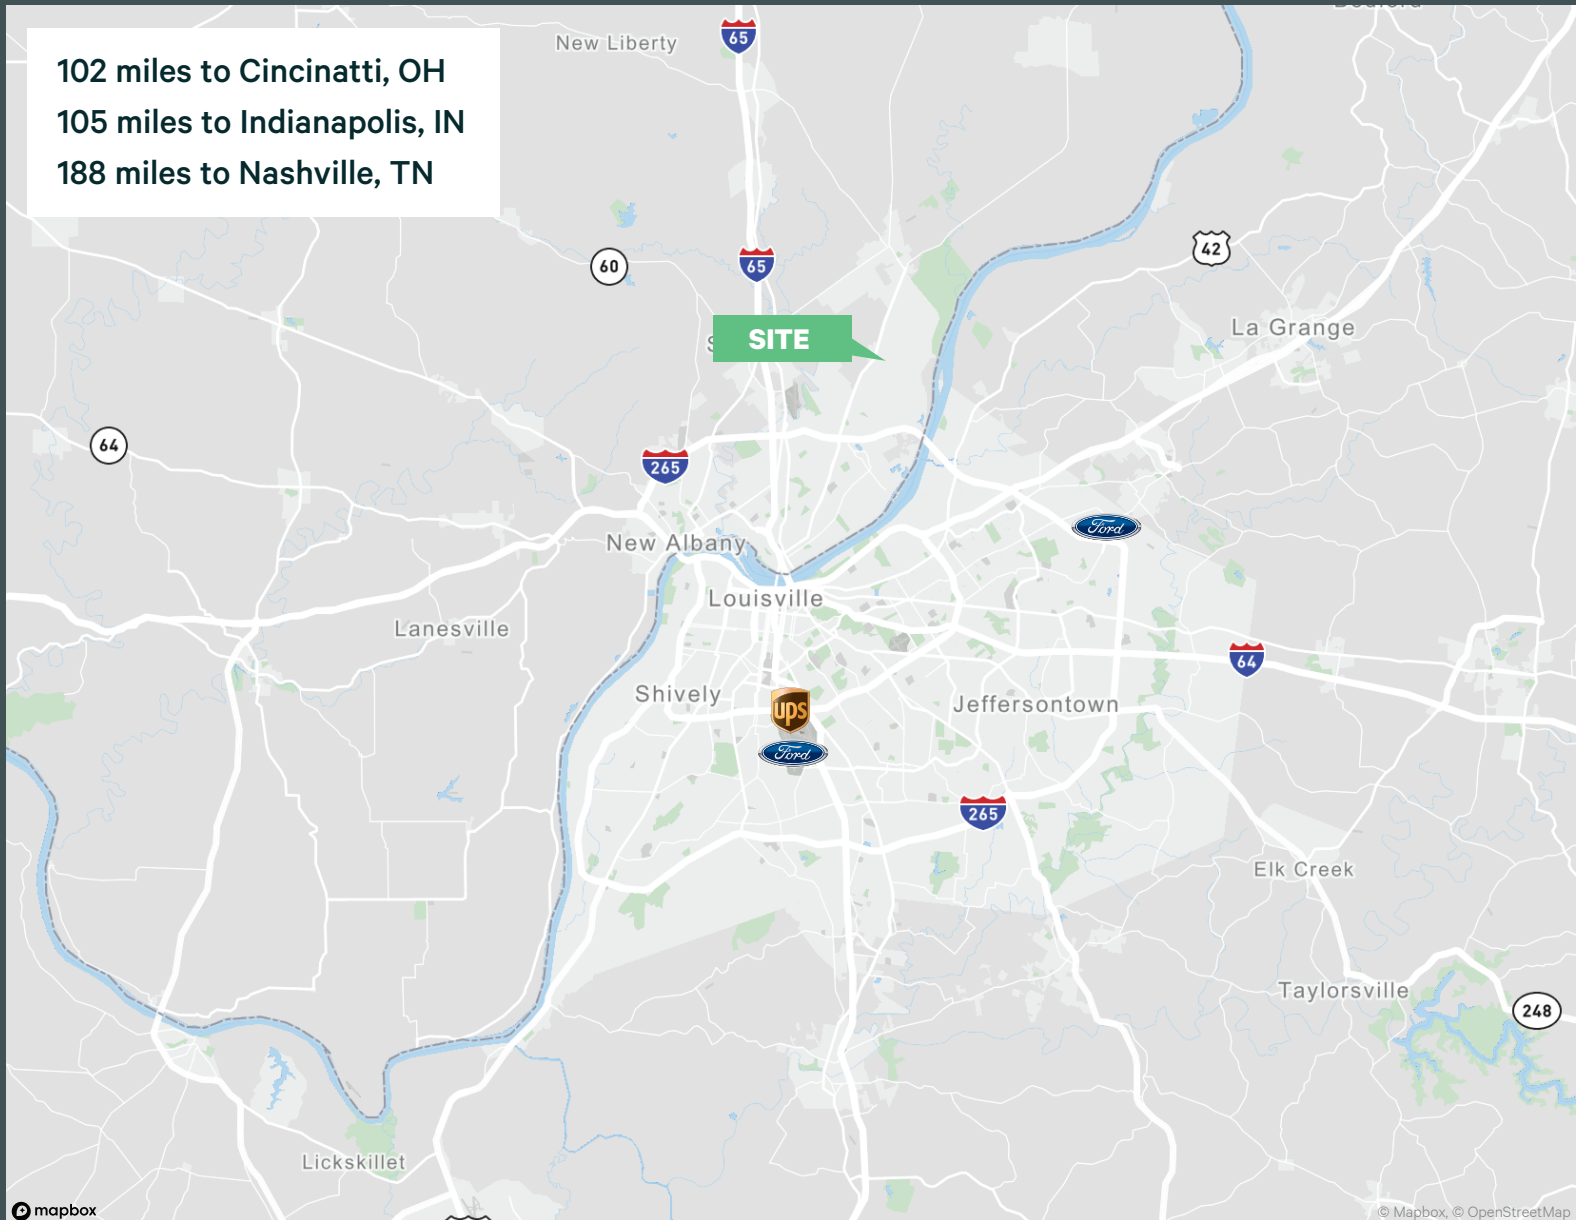 Bedford
New Liberty
65
102 miles to Cincinatti, OH
105 miles to Indianapolis, IN
188 miles to Nashville, TN
42
60
65
La Grange
SITE
64
265
Ford
New Albany
Louisville
Lanesville
64
Shively
Jeffersontown
ups
Ford
265
Elk Creek
Taylorsville
248
Lickskillet
mapbox
© Mapbox, © OpenStreetMap